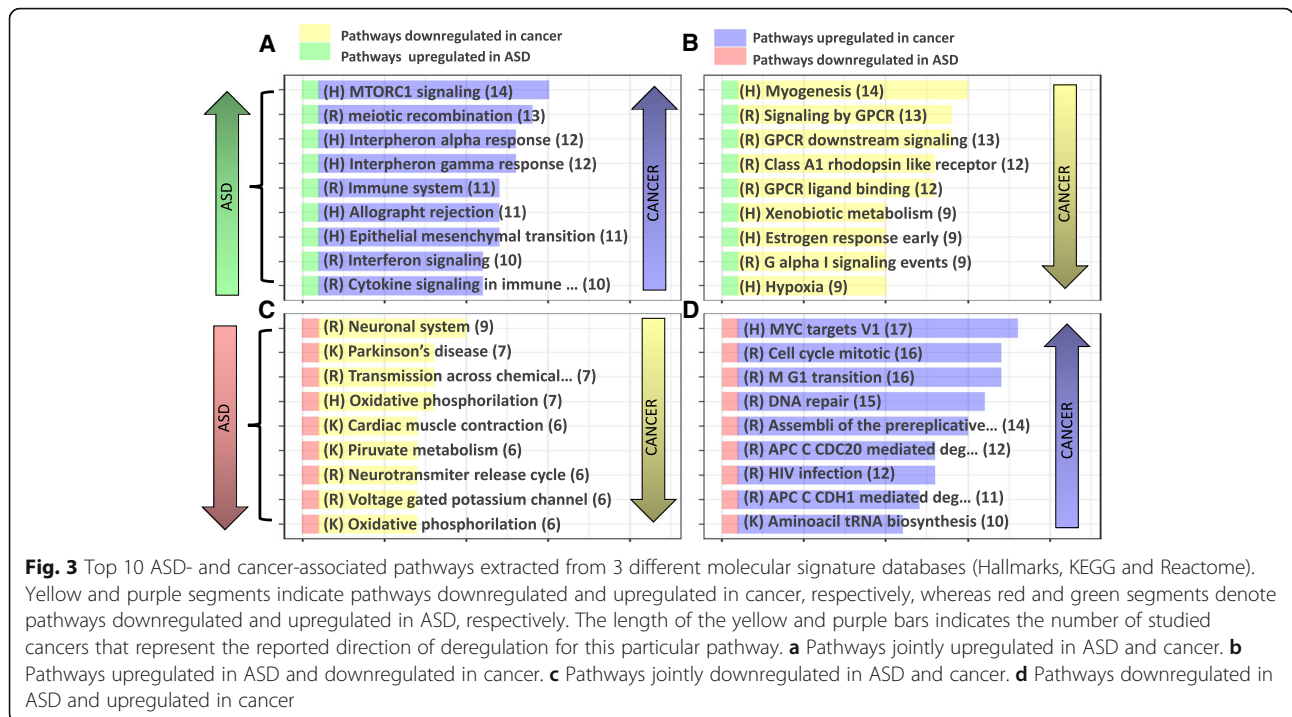 A
Pathways downregulated in cancer
Pathways upregulated in ASD
B
Pathways upregulated in cancer
Pathways downregulated in ASD
ASD
(H) MTORC1 signaling (14)
(R) meiotic recombination (13)
(H) Interpheron alpha response (12)
(H) Interpheron gamma response (12)
(R) Immune system (11)
(H) Allographt rejection (11)
(H) Epithelial mesenchymal transition (11)
(R) Interferon signaling (10)
(R) Cytokine signaling in immune ... (10)
CANCER
(H) Myogenesis (14)
(R) Signaling by GPCR (13)
(R) GPCR downstream signaling (13)
(R) Class A1 rhodopsin like receptor (12)
(R) GPCR ligand binding (12)
(H) Xenobiotic metabolism (9)
(H) Estrogen response early (9)
(R) G alpha I signaling events (9)
(H) Hypoxia (9)
CANCER
C
ASD
(R) Neuronal system (9)
(K) Parkinson's disease (7)
(R) Transmission across chemical... (7)
(H) Oxidative phosphorilation (7)
(K) Cardiac muscle contraction (6)
(K) Piruvate metabolism (6)
(R) Neurotransmiter release cycle (6)
(R) Voltage gated potassium channel (6)
(K) Oxidative phosphorilation (6)
CANCER
D
(H) MYC targets V1 (17)
(R) Cell cycle mitotic (16)
(R) M G1 transition (16)
(R) DNA repair (15)
(R) Assembli of the prereplicative... (14)
(R) APC C CDC20 mediated deg... (12)
(R) HIV infection (12)
(R) APC C CDH1 mediated deg... (11)
(K) Aminoacil tRNA biosynthesis (10)
CANCER
Fig. 3 Top 10 ASD- and cancer-associated pathways extracted from 3 different molecular signature databases (Hallmarks, KEGG and Reactome).
Yellow and purple segments indicate pathways downregulated and upregulated in cancer, respectively, whereas red and green segments denote
pathways downregulated and upregulated in ASD, respectively. The length of the yellow and purple bars indicates the number of studied
cancers that represent the reported direction of deregulation for this particular pathway. a Pathways jointly upregulated in ASD and cancer. b
Pathways upregulated in ASD and downregulated in cancer. c Pathways jointly downregulated in ASD and cancer. d Pathways downregulated in
ASD and upregulated in cancer